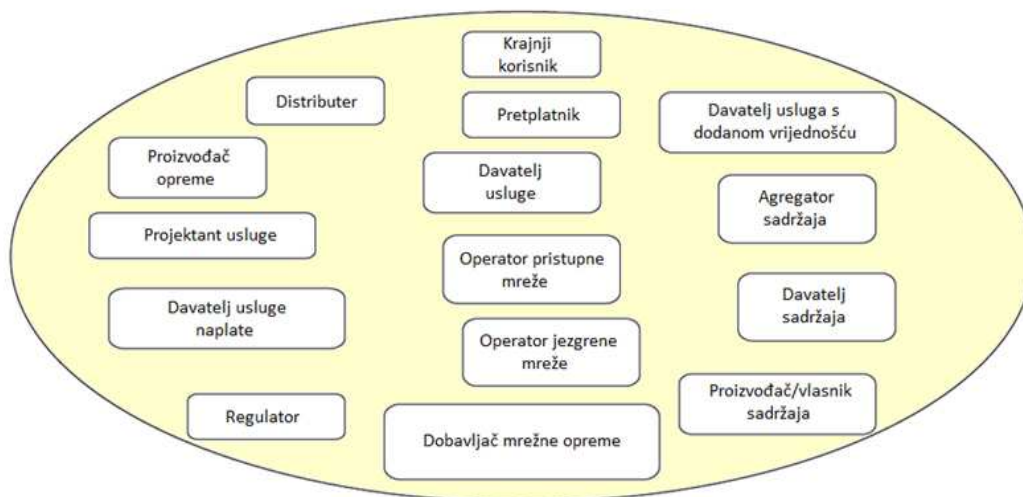 Krajnji
korisnik
Distributer
Pretplatnik
Davatelj usluga s
dodanom vrijednošću
Proizvođač
opreme
Davatelj
usluge
Agregator
sadržaja
Projektant usluge
Operator pristupne
mreže
Davatelj usluge
naplate
Davatelj
sadržaja
Operator jezgrene
mreže
Regulator
Dobavljač mrežne opreme
Proizvođač/vlasnik
sadržaja